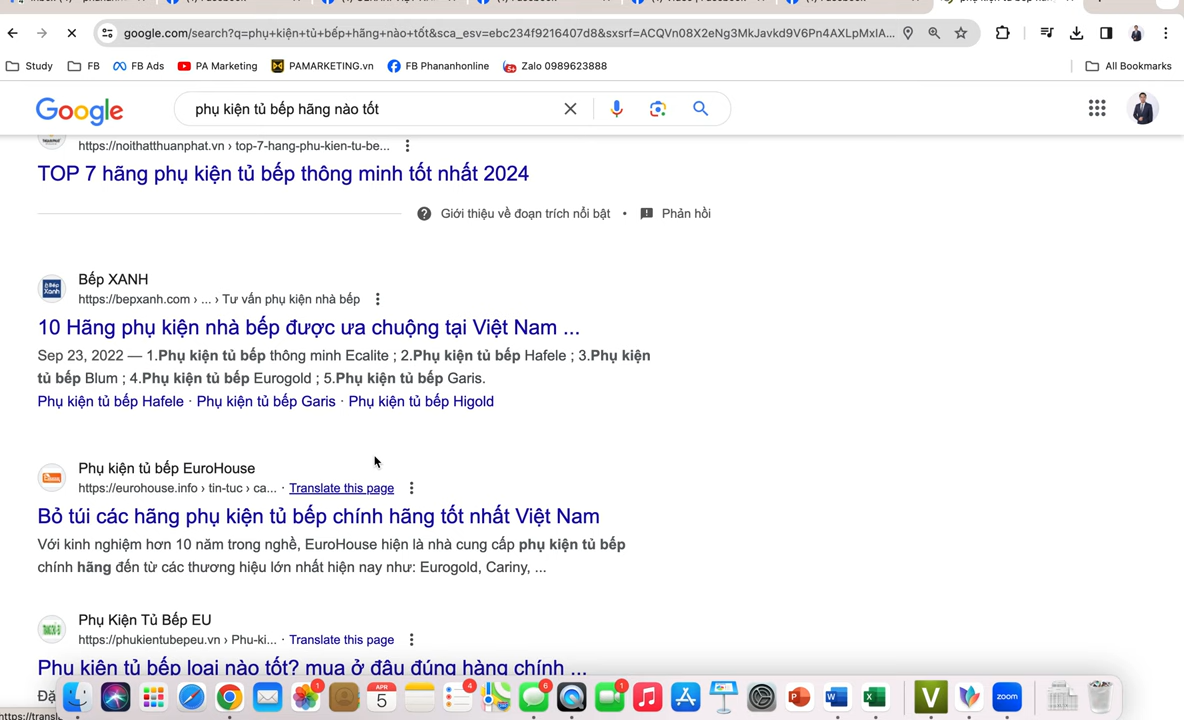 google.com/search?q=phụ+kiện+tủ+bếp+hãng+nào+tốt&sca_esv=ebc234f9216407d8&sxsrf=ACQVn08X2eNg3MkJavkd9V6Pn4AXLpMxIA...
Study FB FB Ads PA Marketing PAMARKETING.vn FB Phananhonline Zalo 0989623888 All Bookmarks
Google phụ kiện tủ bếp hãng nào tốt
https://noithatthuanphat.vn › top-7-hang-phu-kien-tu-be...
TOP 7 hãng phụ kiện tủ bếp thông minh tốt nhất 2024
Giới thiệu về đoạn trích nổi bật • Phản hồi
Bếp XANH
https://bepxanh.com › ... › Tư vấn phụ kiện nhà bếp
10 Hãng phụ kiện nhà bếp được ưa chuộng tại Việt Nam ...
Sep 23, 2022 — 1.Phụ kiện tủ bếp thông minh Ecalite ; 2.Phụ kiện tủ bếp Hafele ; 3.Phụ kiện
tủ bếp Blum ; 4.Phụ kiện tủ bếp Eurogold ; 5.Phụ kiện tủ bếp Garis.
Phụ kiện tủ bếp Hafele · Phụ kiện tủ bếp Garis · Phụ kiện tủ bếp Higold
Phụ kiện tủ bếp EuroHouse
https://eurohouse.info › tin-tuc › ca... · Translate this page
Bỏ túi các hãng phụ kiện tủ bếp chính hãng tốt nhất Việt Nam
Với kinh nghiệm hơn 10 năm trong nghề, EuroHouse hiện là nhà cung cấp phụ kiện tủ bếp
chính hãng đến từ các thương hiệu lớn nhất hiện nay như: Eurogold, Cariny, ...
Phụ Kiện Tủ Bếp EU
https://phukientubepeu.vn › Phu-ki... · Translate this page
Phụ kiện tủ bếp loại nào tốt? mua ở đâu đúng hàng chính ...
1 APR 5 4 6 1 zoom